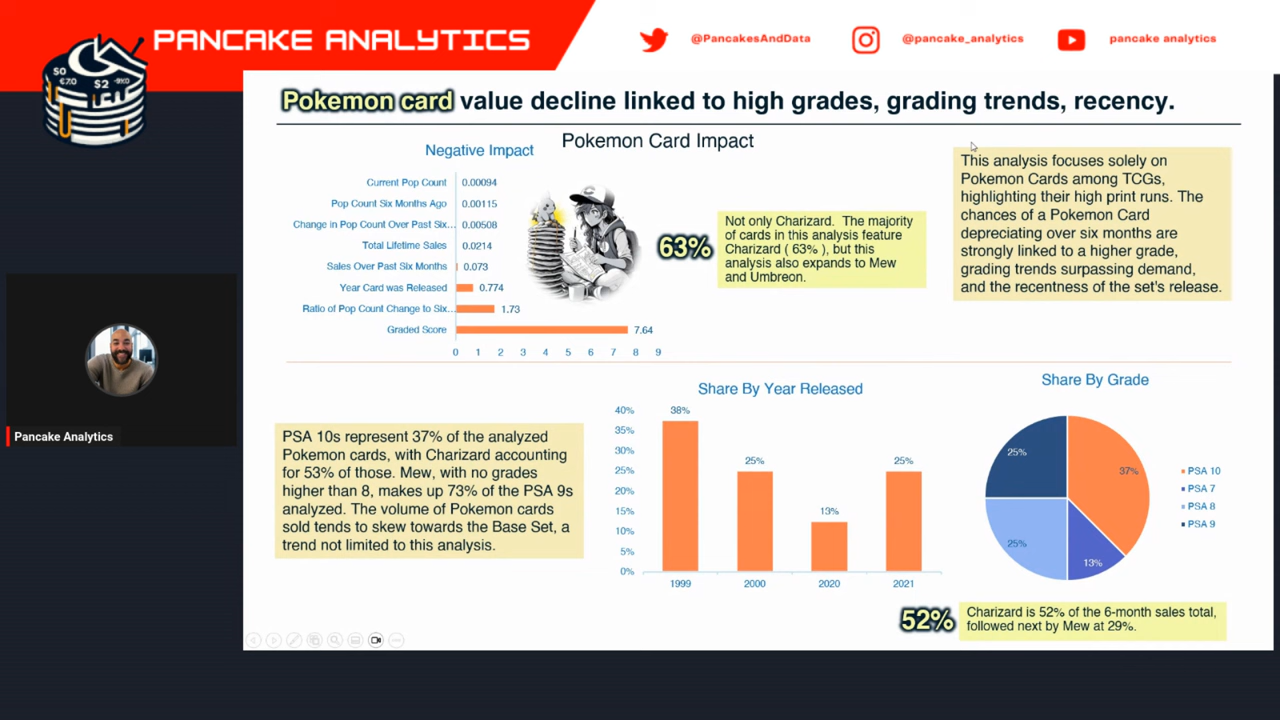 PANCAKE ANALYTICS
@PancakesAndData
@pancake_analytics
pancake analytics
$0
$2
Pokemon card value decline linked to high grades, grading trends, recency.
Pokemon Card Impact
Negative Impact
Current Pop Count 0.00094
Pop Count Six Months Ago 0.00115
Change in Pop Count Over Past Six... 0.00508
Total Lifetime Sales 0.0214
Sales Over Past Six Months 0.073
Year Card was Released 0.774
Ratio of Pop Count Change to Six... 1.73
Graded Score 7.64
0 1 2 3 4 5 6 7 8 9
63%
Not only Charizard. The majority
of cards in this analysis feature
Charizard ( 63% ), but this
analysis also expands to Mew
and Umbreon.
This analysis focuses solely on
Pokemon Cards among TCGs,
highlighting their high print runs. The
chances of a Pokemon Card
depreciating over six months are
strongly linked to a higher grade,
grading trends surpassing demand,
and the recentness of the set's release.
Pancake Analytics
PSA 10s represent 37% of the analyzed
Pokemon cards, with Charizard accounting
for 53% of those. Mew, with no grades
higher than 8, makes up 73% of the PSA 9s
analyzed. The volume of Pokemon cards
sold tends to skew towards the Base Set, a
trend not limited to this analysis.
Share By Year Released
40%
35%
30%
25%
20%
15%
10%
5%
0%
38%
25%
13%
25%
1999 2000 2020 2021
Share By Grade
25%
37%
25%
13%
PSA 10
PSA 7
PSA 8
PSA 9
52%
Charizard is 52% of the 6-month sales total,
followed next by Mew at 29%.